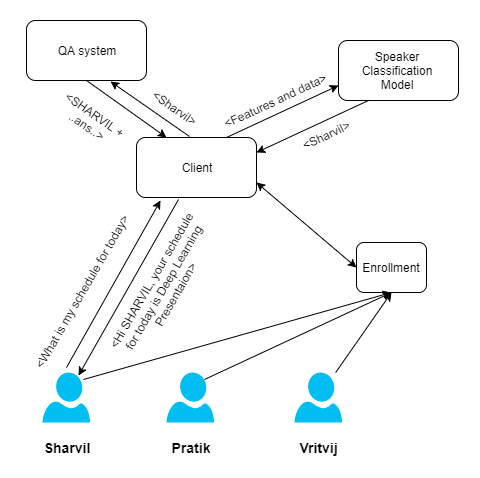 QA system
Speaker
Classification
Model
<Sharvil>
<SHARVIL +
..ans..>
<Features and data>
<Sharvil>
Client
<What is my schedule for today>
<Hi SHARVIL, your schedule
for today is Deep Learning
Presentaion>
Enrollment
Sharvil
Pratik
Vritvij